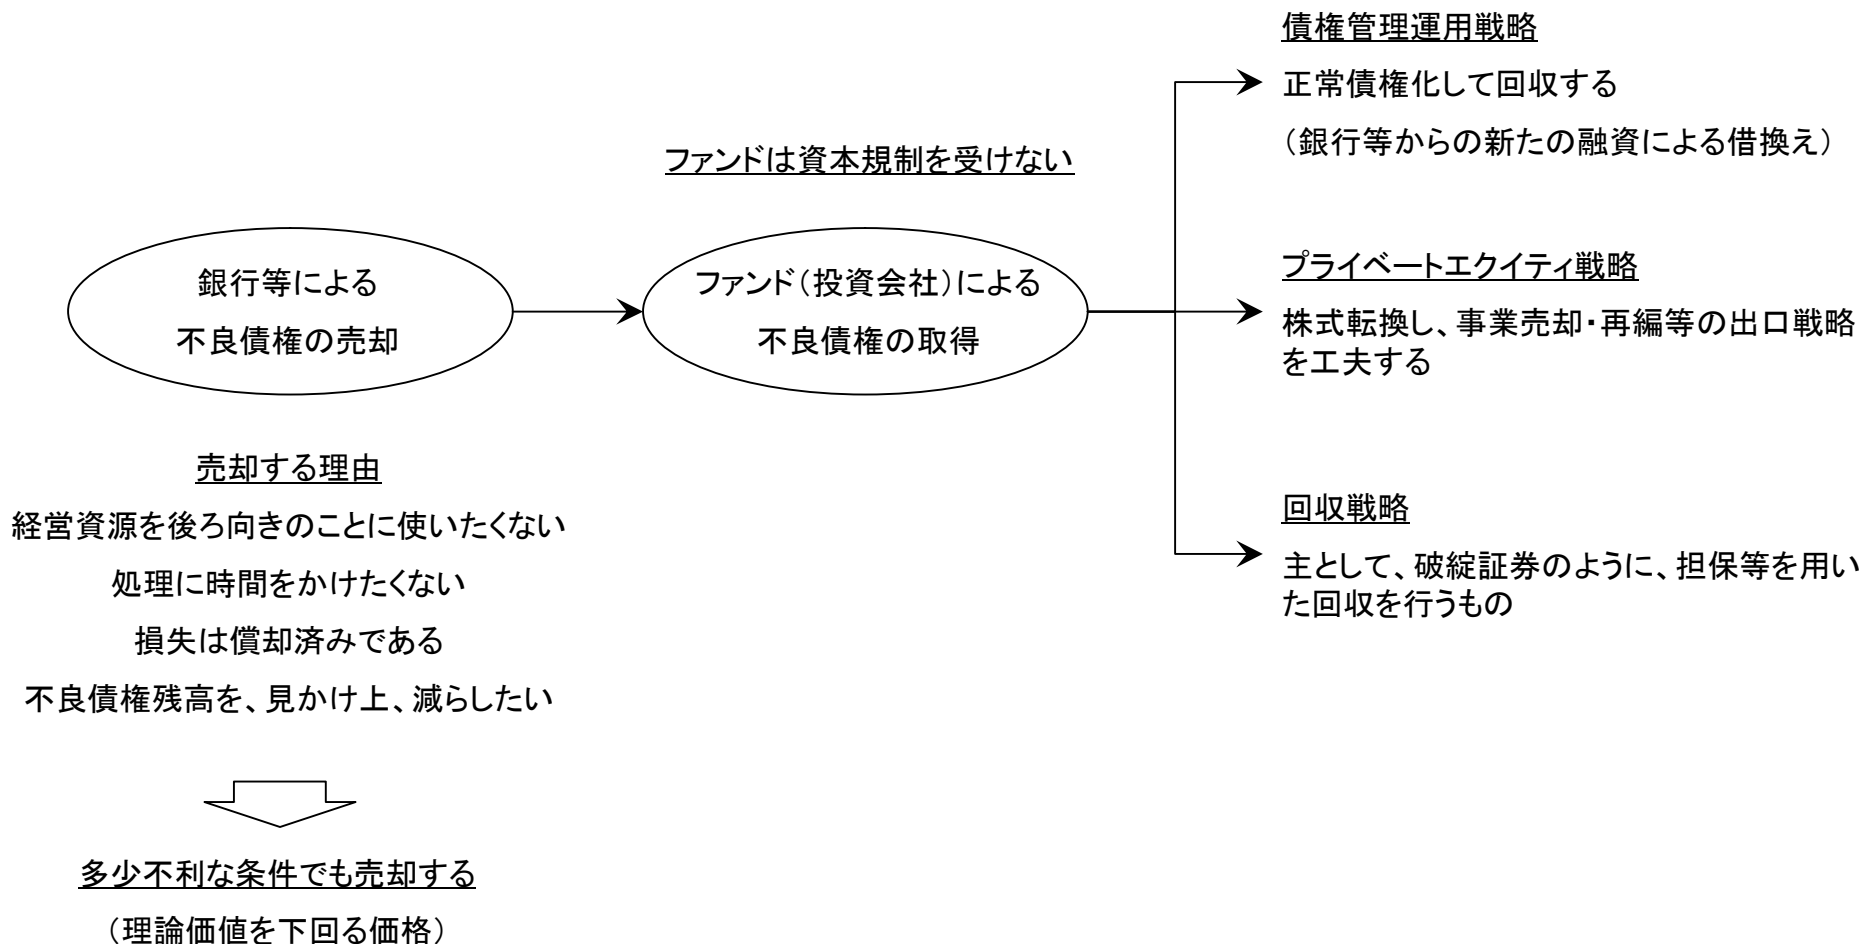 債権管理運用戦略
正常債権化して回収する
（銀行等からの新たの融資による借換え）
ファンドは資本規制を受けない
銀行等による
不良債権の売却
ファンド（投資会社）による
不良債権の取得
プライベートエクイティ戦略
株式転換し、事業売却・再編等の出口戦略
を工夫する
売却する理由
経営資源を後ろ向きのことに使いたくない
処理に時間をかけたくない
損失は償却済みである
不良債権残高を、見かけ上、減らしたい
回収戦略
主として、破綻証券のように、担保等を用い
た回収を行うもの
多少不利な条件でも売却する
（理論価値を下回る価格）